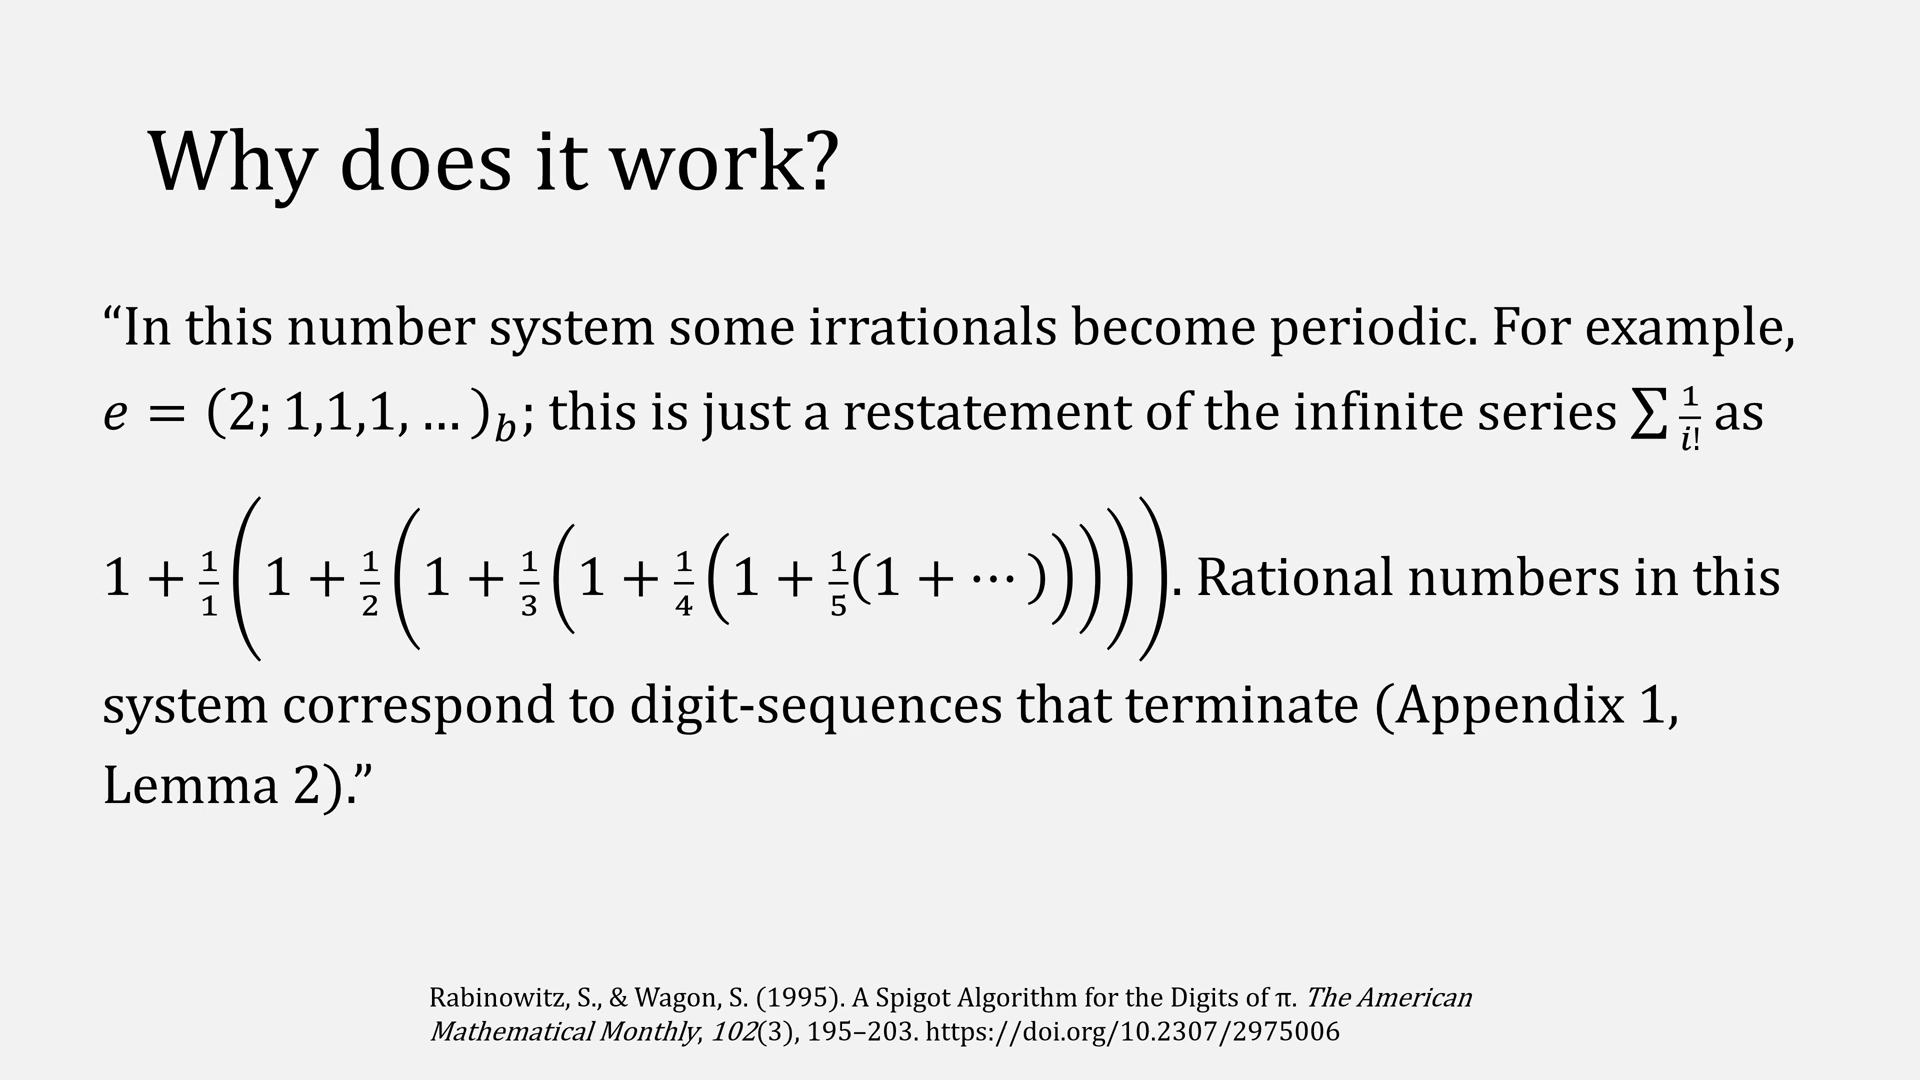 Why does it work?
“In this number system some irrationals become periodic. For example,
e = (2; 1,1,1, … )_b; this is just a restatement of the infinite series ∑ 1/i! as
1 + 1/1(1 + 1/2(1 + 1/3(1 + 1/4(1 + 1/5(1 + ⋯ ))))). Rational numbers in this
system correspond to digit-sequences that terminate (Appendix 1,
Lemma 2).”
Rabinowitz, S., & Wagon, S. (1995). A Spigot Algorithm for the Digits of π. The American
Mathematical Monthly, 102(3), 195–203. https://doi.org/10.2307/2975006